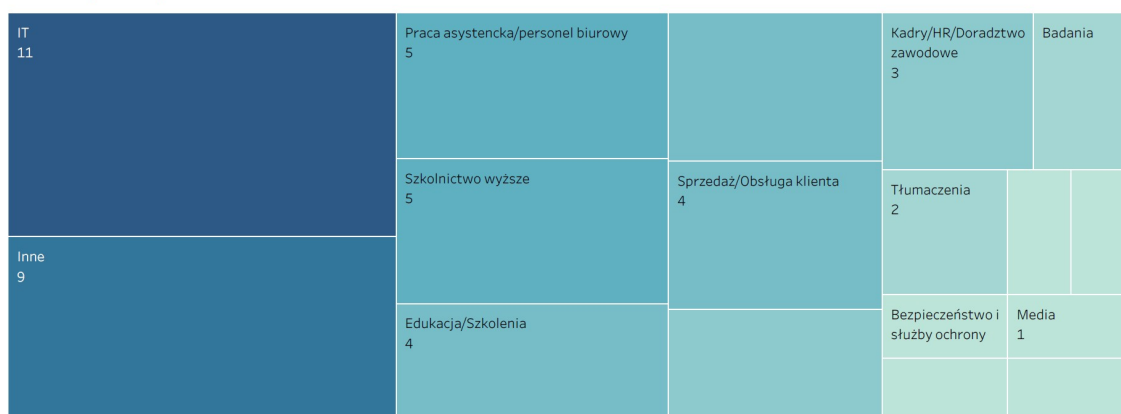 IT
11
Inne
9
Praca asystencka/personel biurowy
5
Szkolnictwo wyższe
5
Edukacja/Szkolenia
4
Sprzedaż/Obsługa klienta
4
Kadry/HR/Doradztwo
zawodowe
3
Badania
Tłumaczenia
2
Bezpieczeństwo i
służby ochrony
Media
1